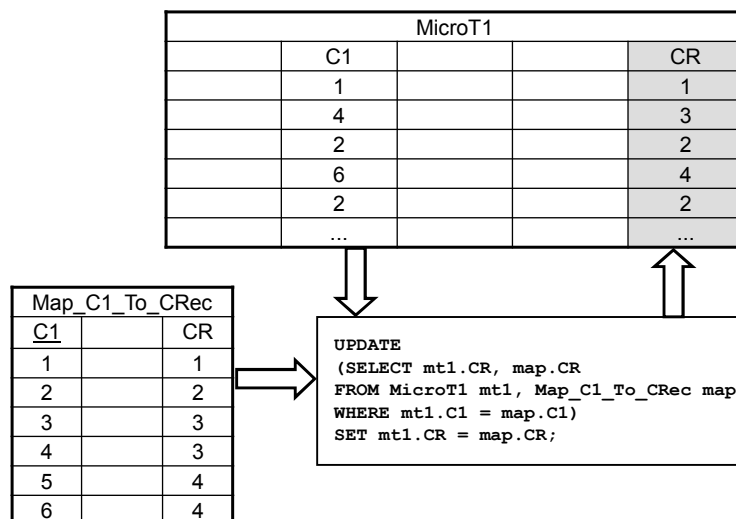 MicroT1
C1 CR
1 1
4 3
2 2
6 4
2 2
... ...
Map_C1_To_CRec
C1 CR
1 1
2 2
3 3
4 3
5 4
6 4
UPDATE
(SELECT mt1.CR, map.CR
FROM MicroT1 mt1, Map_C1_To_CRec map
WHERE mt1.C1 = map.C1)
SET mt1.CR = map.CR;